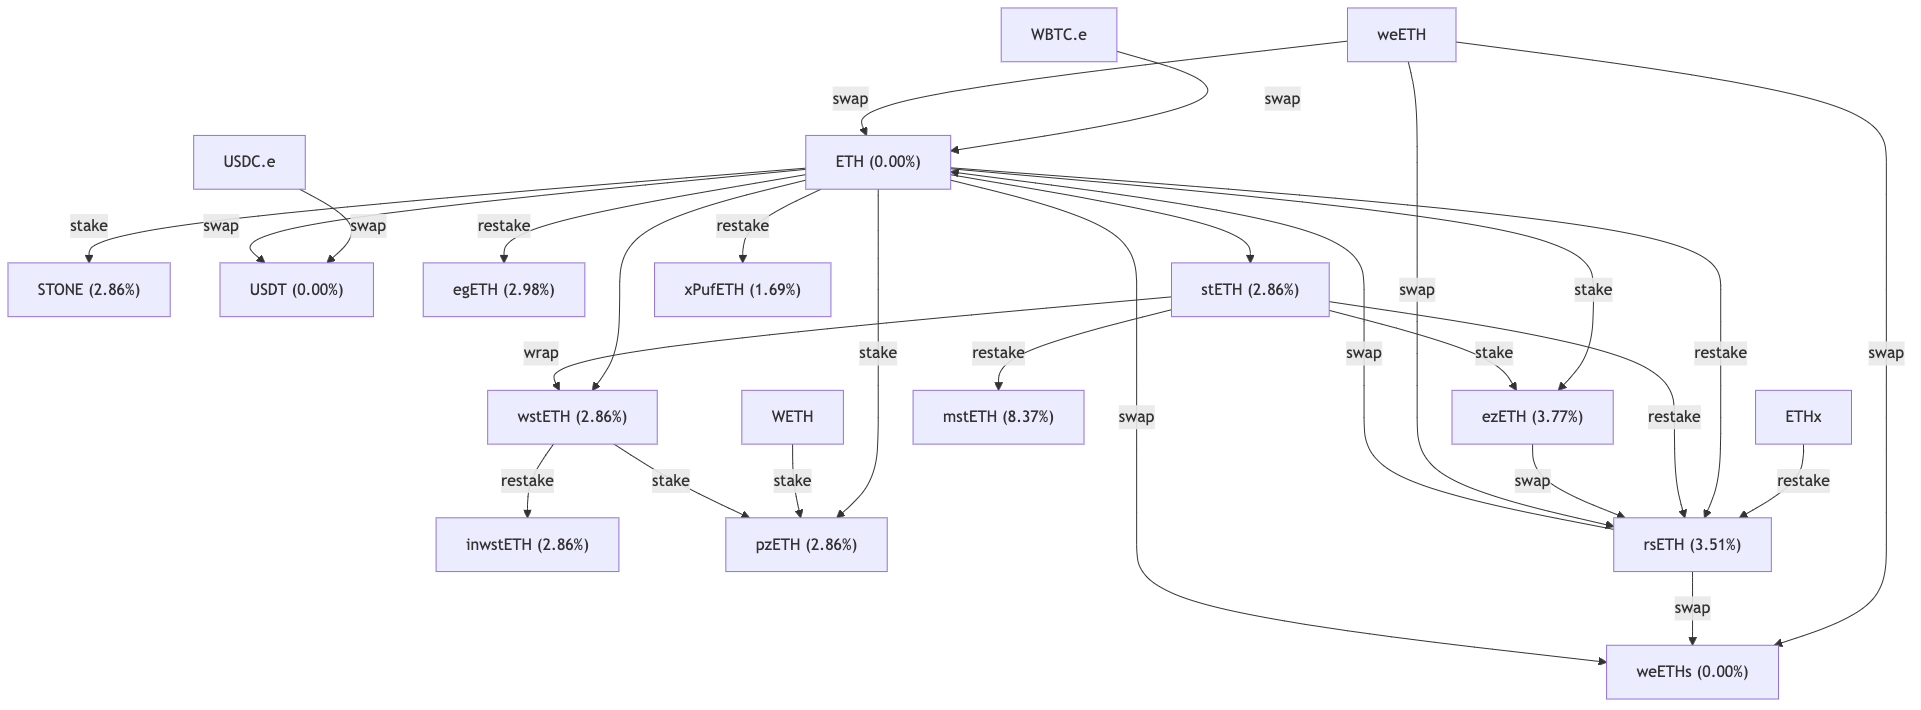 WBTC.e
weETH
swap
swap
USDC.e
ETH (0.00%)
stake
swap
swap
restake
restake
STONE (2.86%)
USDT (0.00%)
egETH (2.98%)
xPufETH (1.69%)
stETH (2.86%)
swap
stake
wrap
restake
stake
stake
swap
restake
swap
wstETH (2.86%)
WETH
mstETH (8.37%)
swap
ezETH (3.77%)
restake
ETHx
restake
stake
stake
swap
restake
inwstETH (2.86%)
pzETH (2.86%)
rsETH (3.51%)
swap
weETHs (0.00%)